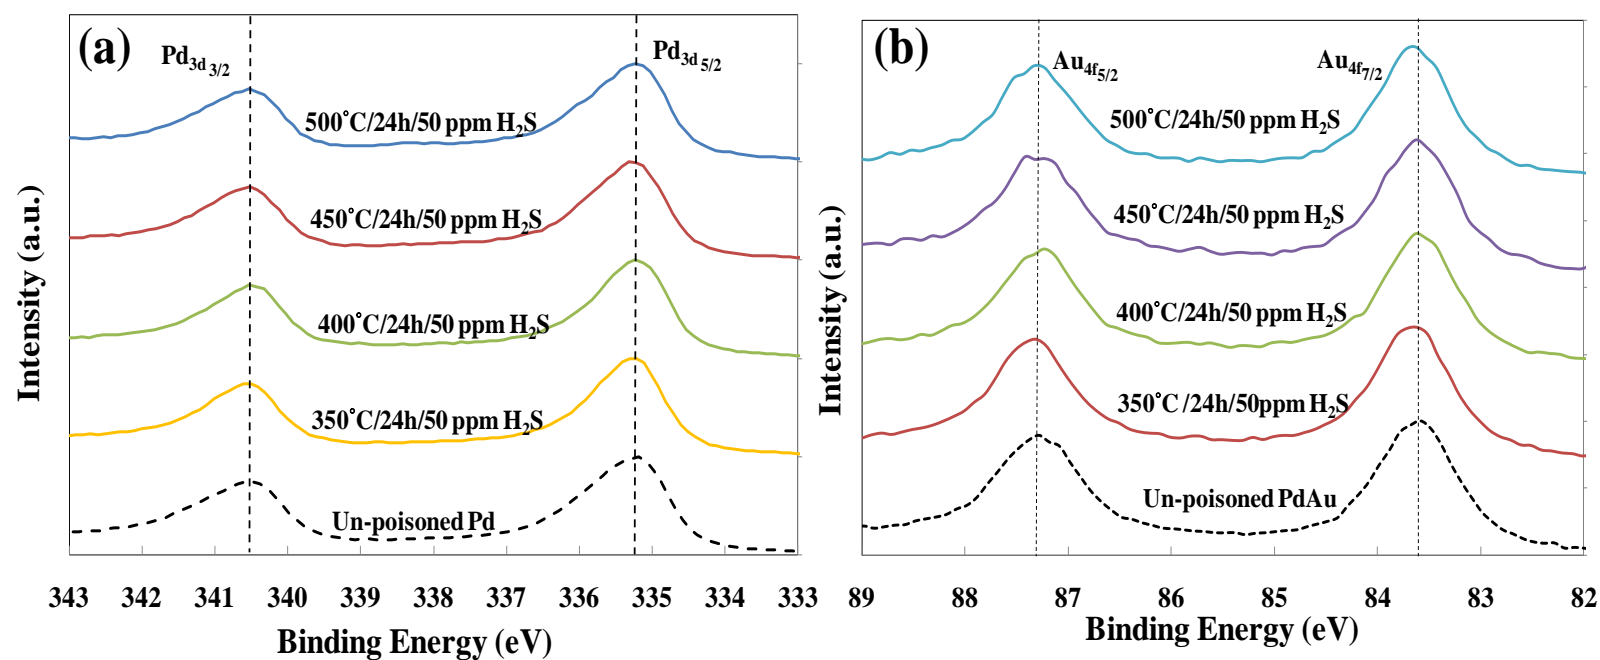 (a)
Pd3d 3/2
Pd3d 5/2
500°C/24h/50 ppm H2S
450°C/24h/50 ppm H2S
400°C/24h/50 ppm H2S
350°C/24h/50 ppm H2S
Un-poisoned Pd
Intensity (a.u.)
343 342 341 340 339 338 337 336 335 334 333
Binding Energy (eV)
(b)
Au4f5/2
Au4f7/2
500°C/24h/50 ppm H2S
450°C/24h/50 ppm H2S
400°C/24h/50 ppm H2S
350°C /24h/50ppm H2S
Un-poisoned PdAu
Intensity (a.u.)
89 88 87 86 85 84 83 82
Binding Energy (eV)